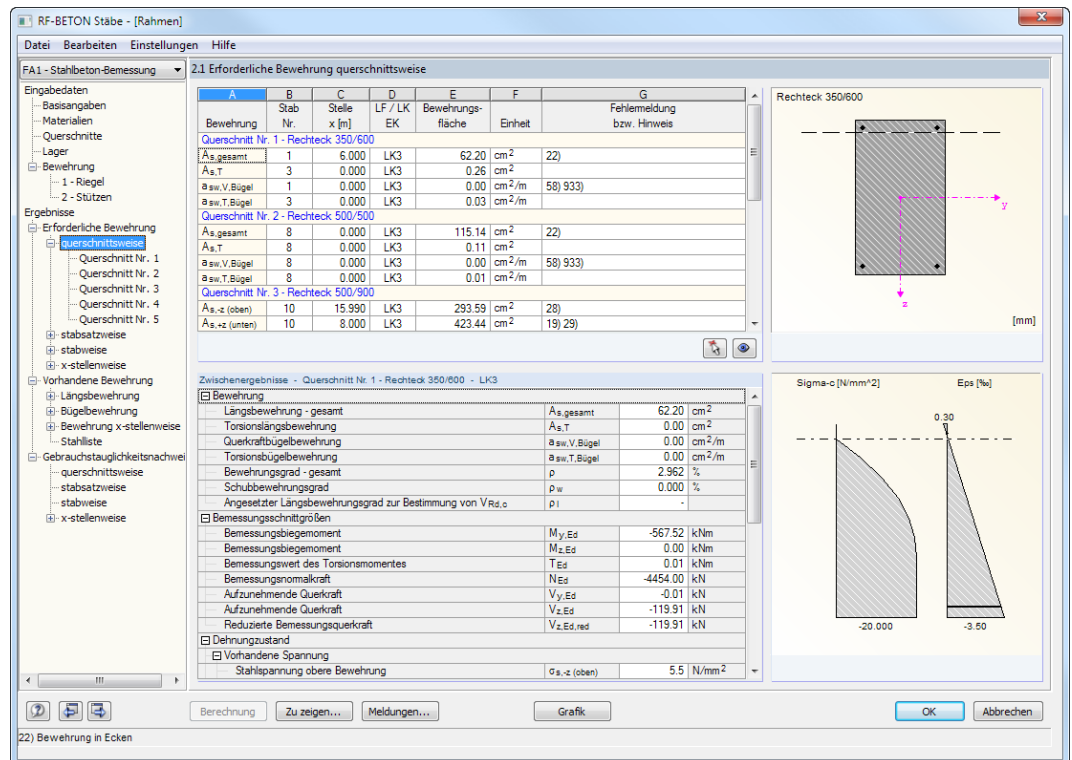 RF-BETON Stäbe - [Rahmen]
Datei Bearbeiten Einstellungen Hilfe
FA1 - Stahlbeton-Bemessung
Eingabedaten
Basisangaben
Materialien
Querschnitte
Lager
Bewehrung
1 - Riegel
2 - Stützen
Ergebnisse
Erforderliche Bewehrung
querschnittsweise
Querschnitt Nr. 1
Querschnitt Nr. 2
Querschnitt Nr. 3
Querschnitt Nr. 4
Querschnitt Nr. 5
stabsatzweise
stabweise
x-stellenweise
Vorhandene Bewehrung
Längsbewehrung
Bügelbewehrung
Bewehrung x-stellenweise
Stahlliste
Gebrauchstauglichkeitsnachwei
querschnittsweise
stabsatzweise
stabweise
x-stellenweise
2.1 Erforderliche Bewehrung querschnittsweise
A B C D E F G
Stab Stelle LF / LK Bewehrungs- Fehlermeldung
Bewehrung Nr. x [m] EK fläche Einheit bzw. Hinweis
Querschnitt Nr. 1 - Rechteck 350/600
As,gesamt 1 6.000 LK3 62.20 cm2 22)
As,T 3 0.000 LK3 0.26 cm2
asw,V,Bügel 1 0.000 LK3 0.00 cm2/m 58) 933)
asw,T,Bügel 3 0.000 LK3 0.03 cm2/m
Querschnitt Nr. 2 - Rechteck 500/500
As,gesamt 8 0.000 LK3 115.14 cm2 22)
As,T 8 0.000 LK3 0.11 cm2
asw,V,Bügel 8 0.000 LK3 0.00 cm2/m 58) 933)
asw,T,Bügel 8 0.000 LK3 0.01 cm2/m
Querschnitt Nr. 3 - Rechteck 500/900
As,-z (oben) 10 15.990 LK3 293.59 cm2 28)
As,+z (unten) 10 8.000 LK3 423.44 cm2 19) 29)
Rechteck 350/600
y
z
[mm]
Zwischenergebnisse - Querschnitt Nr. 1 - Rechteck 350/600 - LK3
Bewehrung
Längsbewehrung - gesamt As,gesamt 62.20 cm2
Torsionslängsbewehrung As,T 0.00 cm2
Querkraftbügelbewehrung asw,V,Bügel 0.00 cm2/m
Torsionsbügelbewehrung asw,T,Bügel 0.00 cm2/m
Bewehrungsgrad - gesamt ρ 2.962 %
Schubbewehrungsgrad ρw 0.000 %
Angesetzter Längsbewehrungsgrad zur Bestimmung von VRd,c ρl -
Bemessungsschnittgrößen
Bemessungsbiegemoment My,Ed -567.52 kNm
Bemessungsbiegemoment Mz,Ed 0.00 kNm
Bemessungswert des Torsionsmomentes TEd 0.01 kNm
Bemessungsnormalkraft NEd -4454.00 kN
Aufzunehmende Querkraft Vy,Ed -0.01 kN
Aufzunehmende Querkraft Vz,Ed -119.91 kN
Reduzierte Bemessungsquerkraft Vz,Ed,red -119.91 kN
Dehnungzustand
Vorhandene Spannung
Stahlspannung obere Bewehrung σs,-z (oben) 5.5 N/mm2
Sigma-c [N/mm^2] Eps [‰]
0.30
-20.000 -3.50
Berechnung Zu zeigen... Meldungen... Grafik OK Abbrechen
22) Bewehrung in Ecken